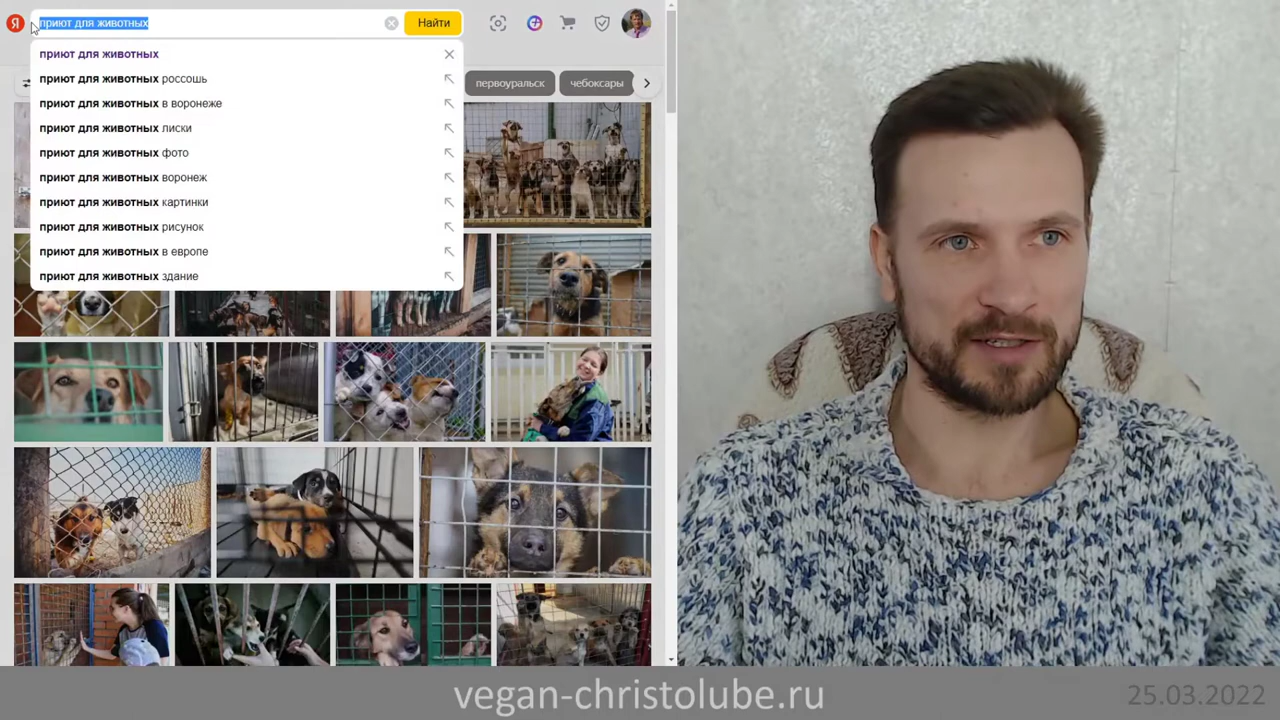 Я
приют для животных
Найти
приют для животных
приют для животных россошь
приют для животных в воронеже
приют для животных лиски
приют для животных фото
приют для животных воронеж
приют для животных картинки
приют для животных рисунок
приют для животных в европе
приют для животных здание
первоуральск
чебоксары
vegan-christolube.ru
25.03.2022